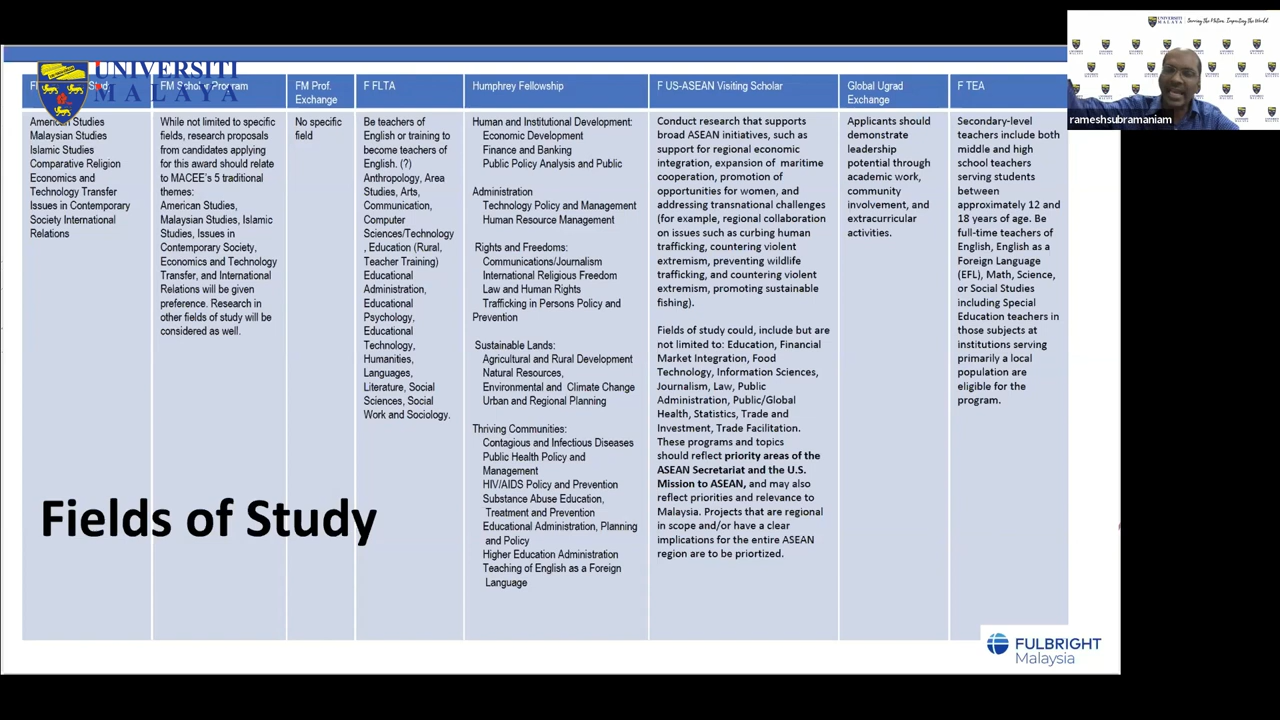 UNIVERSITI
MALAYA
FM Scholar Program
FM Prof.
Exchange
F FLTA
Humphrey Fellowship
F US-ASEAN Visiting Scholar
Global Ugrad
Exchange
F TEA
American Studies
Malaysian Studies
Islamic Studies
Comparative Religion
Economics and
Technology Transfer
Issues in Contemporary
Society International
Relations
While not limited to specific
fields, research proposals
from candidates applying
for this award should relate
to MACEE's 5 traditional
themes:
American Studies,
Malaysian Studies, Islamic
Studies, Issues in
Contemporary Society,
Economics and Technology
Transfer, and International
Relations will be given
preference. Research in
other fields of study will be
considered as well.
No specific
field
Be teachers of
English or training to
become teachers of
English. (?)
Anthropology, Area
Studies, Arts,
Communication,
Computer
Sciences/Technology
, Education (Rural,
Teacher Training)
Educational
Administration,
Educational
Psychology,
Educational
Technology,
Humanities,
Languages,
Literature, Social
Sciences, Social
Work and Sociology.
Human and Institutional Development:
Economic Development
Finance and Banking
Public Policy Analysis and Public
Administration
Technology Policy and Management
Human Resource Management
Rights and Freedoms:
Communications/Journalism
International Religious Freedom
Law and Human Rights
Trafficking in Persons Policy and
Prevention
Sustainable Lands:
Agricultural and Rural Development
Natural Resources,
Environmental and Climate Change
Urban and Regional Planning
Thriving Communities:
Contagious and Infectious Diseases
Public Health Policy and
Management
HIV/AIDS Policy and Prevention
Substance Abuse Education,
Treatment and Prevention
Educational Administration, Planning
and Policy
Higher Education Administration
Teaching of English as a Foreign
Language
Conduct research that supports
broad ASEAN initiatives, such as
support for regional economic
integration, expansion of maritime
cooperation, promotion of
opportunities for women, and
addressing transnational challenges
(for example, regional collaboration
on issues such as curbing human
trafficking, countering violent
extremism, preventing wildlife
trafficking, and countering violent
extremism, promoting sustainable
fishing).
Fields of study could, include but are
not limited to: Education, Financial
Market Integration, Food
Technology, Information Sciences,
Journalism, Law, Public
Administration, Public/Global
Health, Statistics, Trade and
Investment, Trade Facilitation.
These programs and topics
should reflect priority areas of the
ASEAN Secretariat and the U.S.
Mission to ASEAN, and may also
reflect priorities and relevance to
Malaysia. Projects that are regional
in scope and/or have a clear
implications for the entire ASEAN
region are to be prioritized.
Applicants should
demonstrate
leadership
potential through
academic work,
community
involvement, and
extracurricular
activities.
Secondary-level
teachers include both
middle and high
school teachers
serving students
between
approximately 12 and
18 years of age. Be
full-time teachers of
English, English as a
Foreign Language
(EFL), Math, Science,
or Social Studies
including Special
Education teachers in
those subjects at
institutions serving
primarily a local
population are
eligible for the
program.
Fields of Study
FULBRIGHT
Malaysia
UNIVERSITI
MALAYA
Serving the Nation. Impacting the World.
rameshsubramaniam